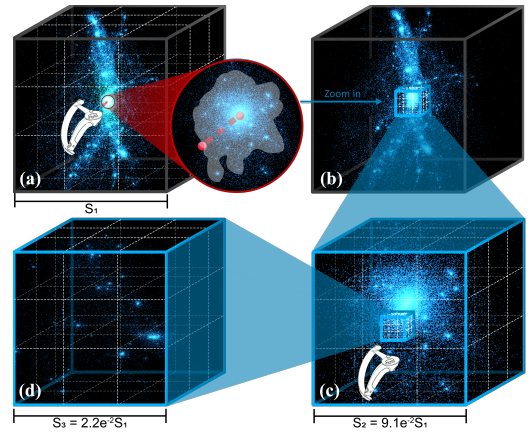 Zoom in
(a)
(b)
S₁
(d)
(c)
S₃ = 2.2e⁻²S₁
S₂ = 9.1e⁻²S₁